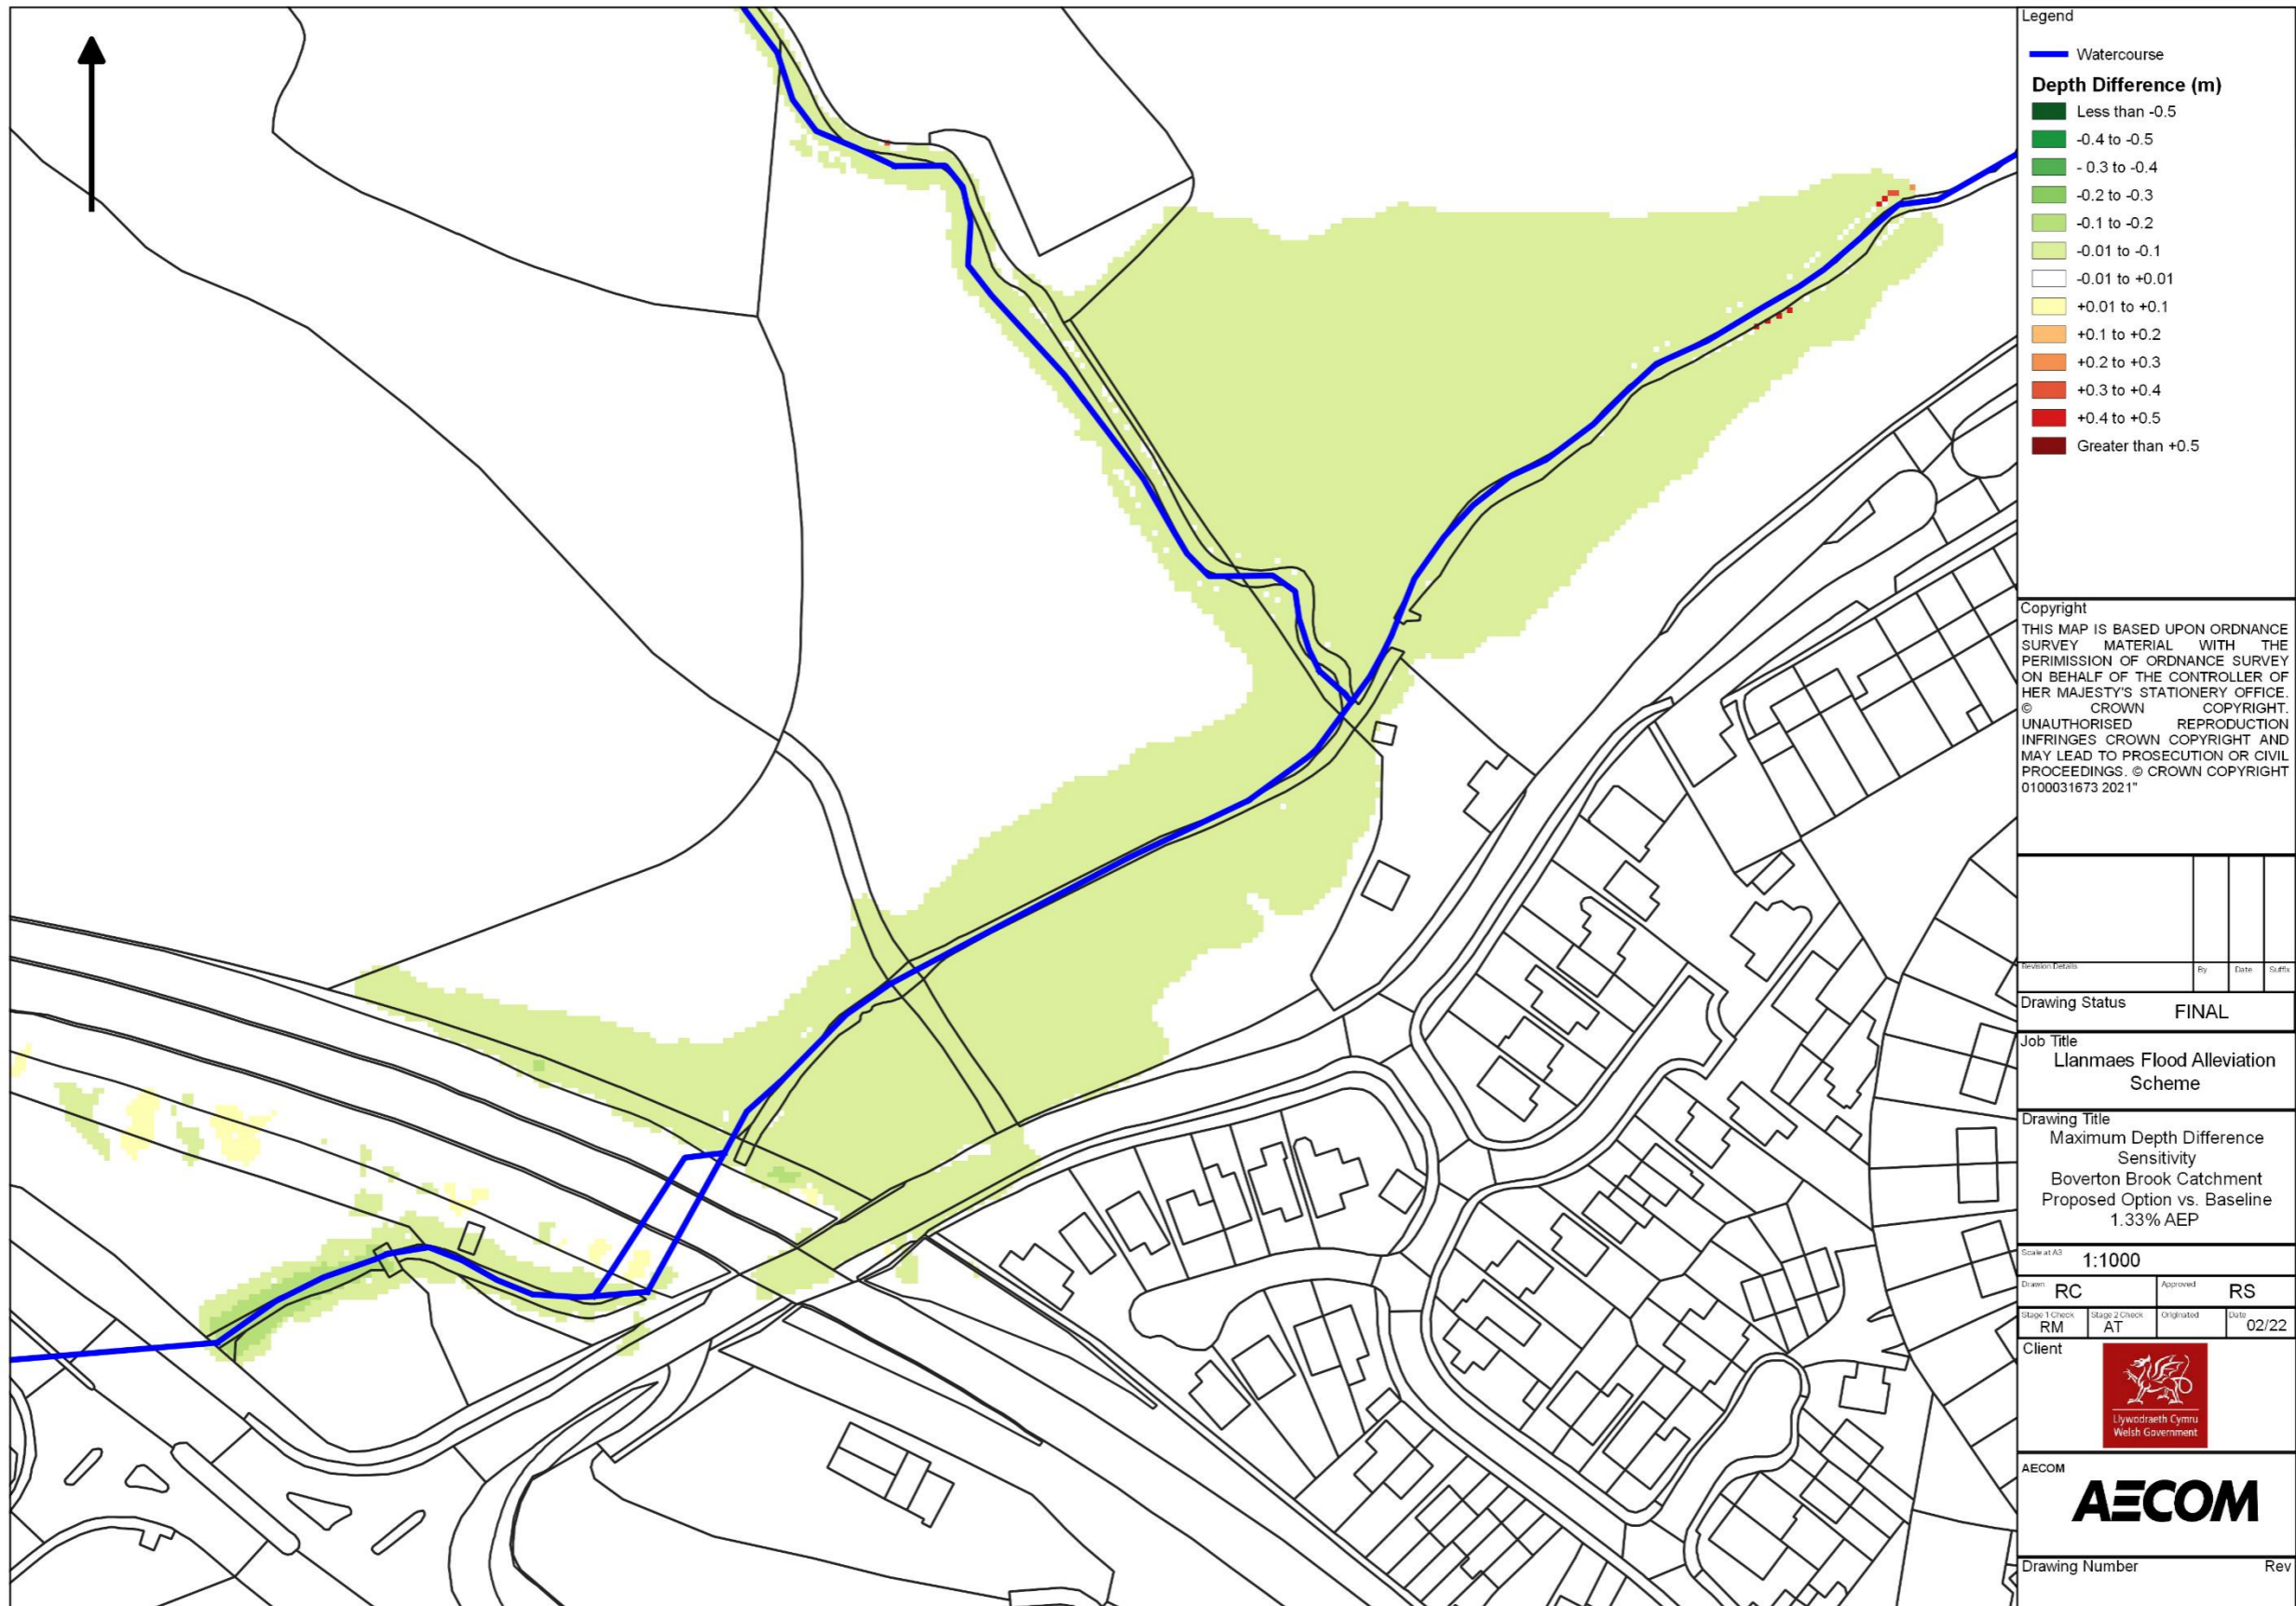 Legend
Watercourse
Depth Difference (m)
Less than -0.5
-0.4 to -0.5
- 0.3 to -0.4
-0.2 to -0.3
-0.1 to -0.2
-0.01 to -0.1
-0.01 to +0.01
+0.01 to +0.1
+0.1 to +0.2
+0.2 to +0.3
+0.3 to +0.4
+0.4 to +0.5
Greater than +0.5
Copyright
THIS MAP IS BASED UPON ORDNANCE
SURVEY MATERIAL WITH THE
PERIMISSION OF ORDNANCE SURVEY
ON BEHALF OF THE CONTROLLER OF
HER MAJESTY'S STATIONERY OFFICE.
© CROWN COPYRIGHT.
UNAUTHORISED REPRODUCTION
INFRINGES CROWN COPYRIGHT AND
MAY LEAD TO PROSECUTION OR CIVIL
PROCEEDINGS. © CROWN COPYRIGHT
0100031673 2021"
Revision Details By Date Suffix
Drawing Status
FINAL
Job Title
Llanmaes Flood Alleviation
Scheme
Drawing Title
Maximum Depth Difference
Sensitivity
Boverton Brook Catchment
Proposed Option vs. Baseline
1.33% AEP
Scale at A3 1:1000
Drawn RC Approved RS
Stage 1 Check RM Stage 2 Check AT Originated Date 02/22
Client
Llywodraeth Cymru
Welsh Government
AECOM
AECOM
Drawing Number Rev